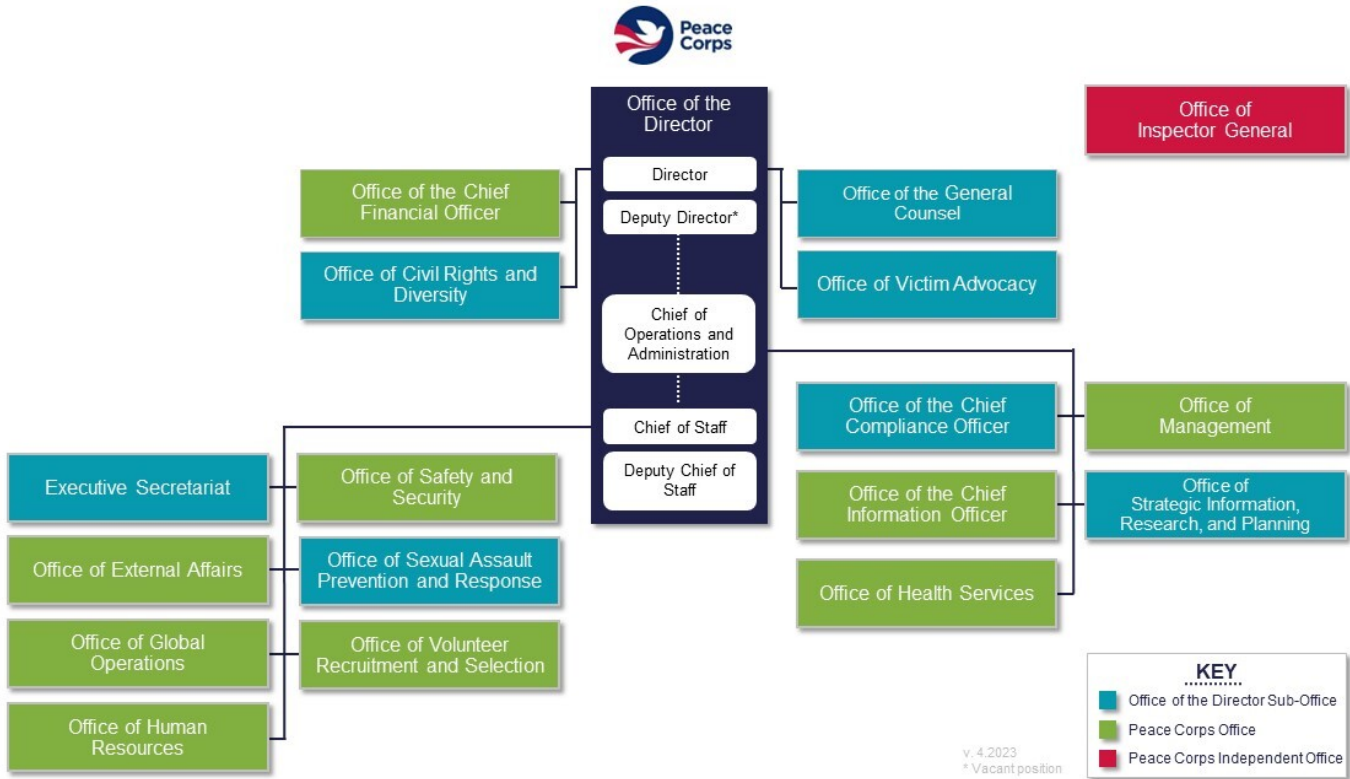 Peace
Corps
Office of the
Director
Director
Deputy Director*
Chief of
Operations and
Administration
Chief of Staff
Deputy Chief of
Staff
Office of
Inspector General
Office of the Chief
Financial Officer
Office of Civil Rights and
Diversity
Office of the General
Counsel
Office of Victim Advocacy
Office of the Chief
Compliance Officer
Office of
Management
Office of the Chief
Information Officer
Office of
Strategic Information,
Research, and Planning
Office of Health Services
Executive Secretariat
Office of Safety and
Security
Office of External Affairs
Office of Sexual Assault
Prevention and Response
Office of Global
Operations
Office of Volunteer
Recruitment and Selection
Office of Human
Resources
KEY
Office of the Director Sub-Office
Peace Corps Office
Peace Corps Independent Office
v. 4.2023
* Vacant position